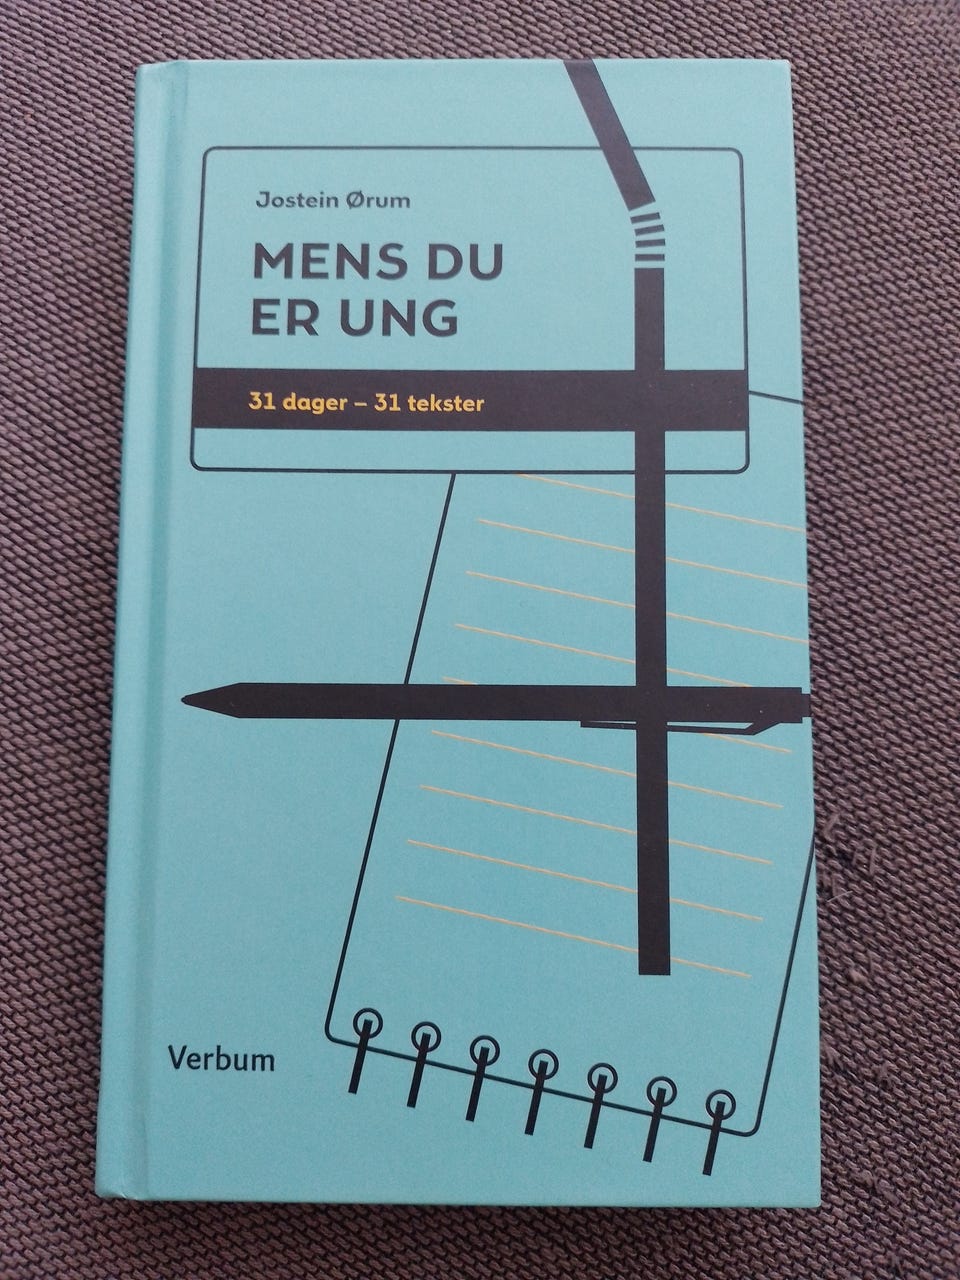 Jostein Ørum
MENS DU
ER UNG
31 dager – 31 tekster
Verbum